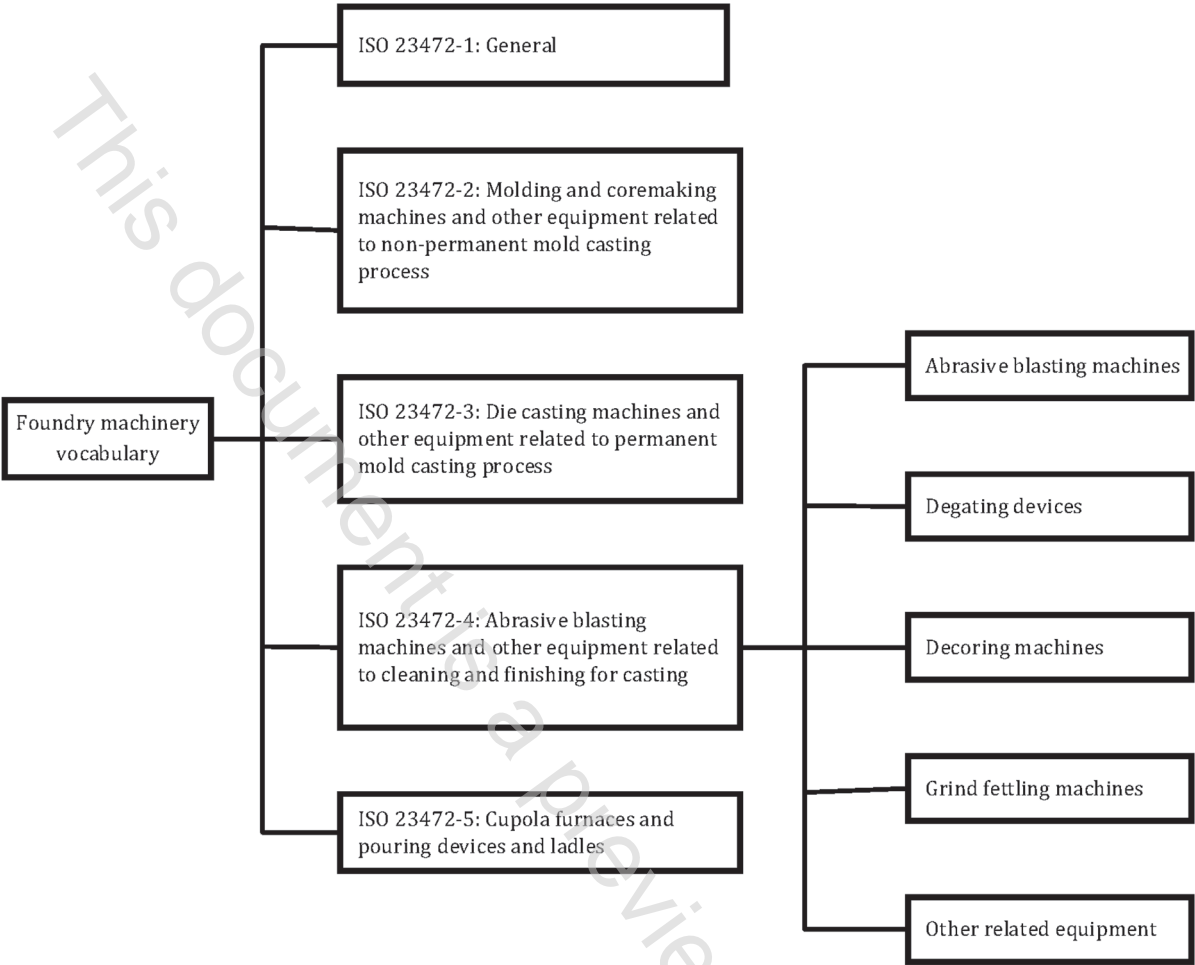 Foundry machinery
vocabulary
ISO 23472-1: General
ISO 23472-2: Molding and coremaking
machines and other equipment related
to non-permanent mold casting
process
ISO 23472-3: Die casting machines and
other equipment related to permanent
mold casting process
ISO 23472-4: Abrasive blasting
machines and other equipment related
to cleaning and finishing for casting
ISO 23472-5: Cupola furnaces and
pouring devices and ladles
Abrasive blasting machines
Degating devices
Decoring machines
Grind fettling machines
Other related equipment
This document is a previe